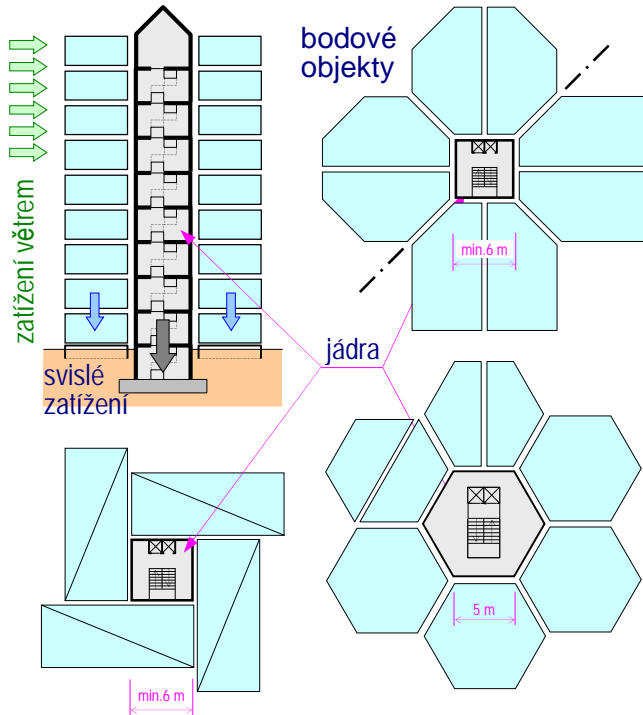 bodové
objekty
zatížení větrem
min.6 m
jádra
svislé
zatížení
5 m
min.6 m